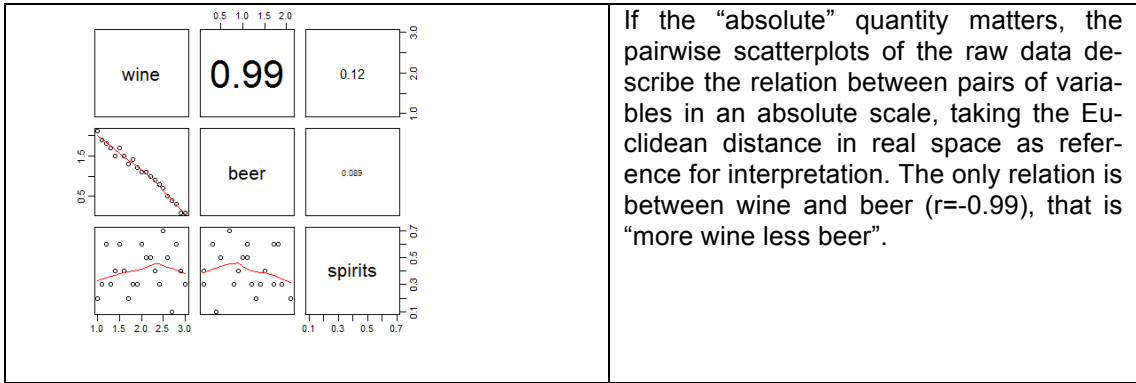 0.5 1.0 1.5 2.0
wine
0.99
0.12
1.0 2.0 3.0
0.5 1.5
beer
0.089
spirits
0.1 0.3 0.5 0.7
1.0 1.5 2.0 2.5 3.0
0.1 0.3 0.5 0.7
If the “absolute” quantity matters, the
pairwise scatterplots of the raw data de-
scribe the relation between pairs of varia-
bles in an absolute scale, taking the Eu-
clidean distance in real space as refer-
ence for interpretation. The only relation is
between wine and beer (r=-0.99), that is
“more wine less beer”.